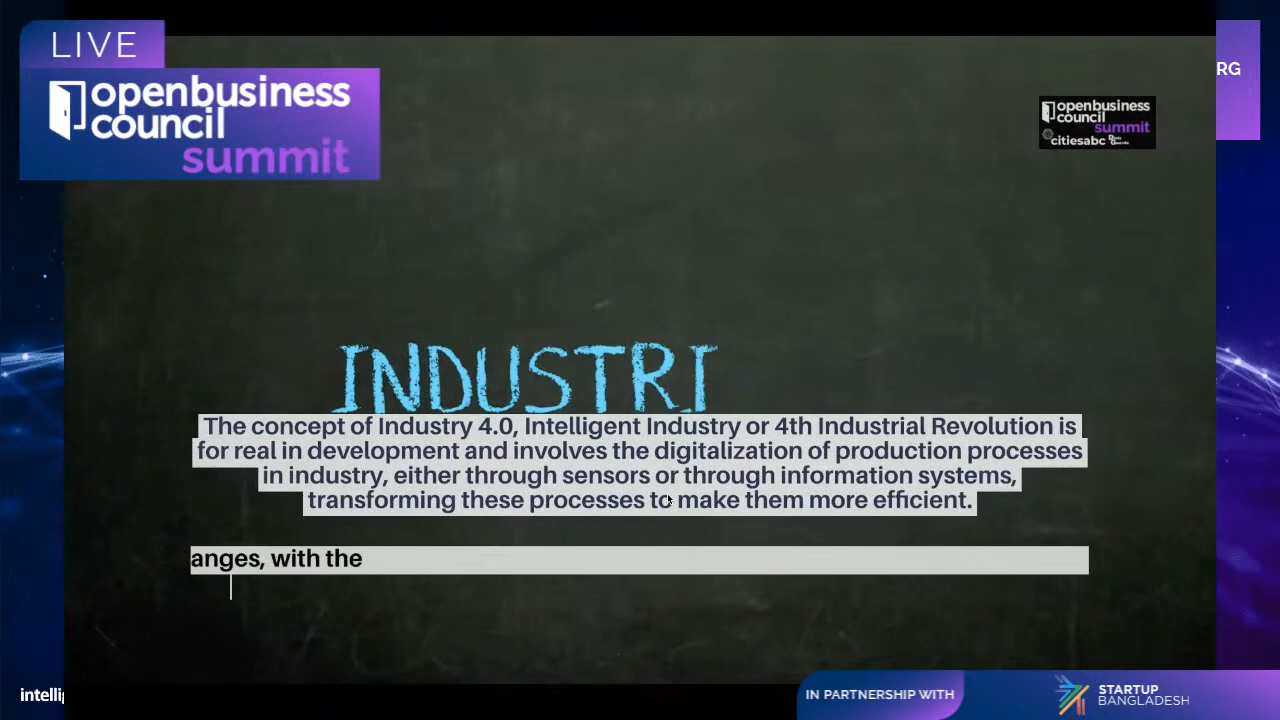 LIVE
openbusiness
council
summit
RG
openbusiness
council
summit
citiesabc
INDUSTRI
The concept of Industry 4.0, Intelligent Industry or 4th Industrial Revolution is
for real in development and involves the digitalization of production processes
in industry, either through sensors or through information systems,
transforming these processes to make them more efficient.
anges, with the
intellig
IN PARTNERSHIP WITH
STARTUP
BANGLADESH